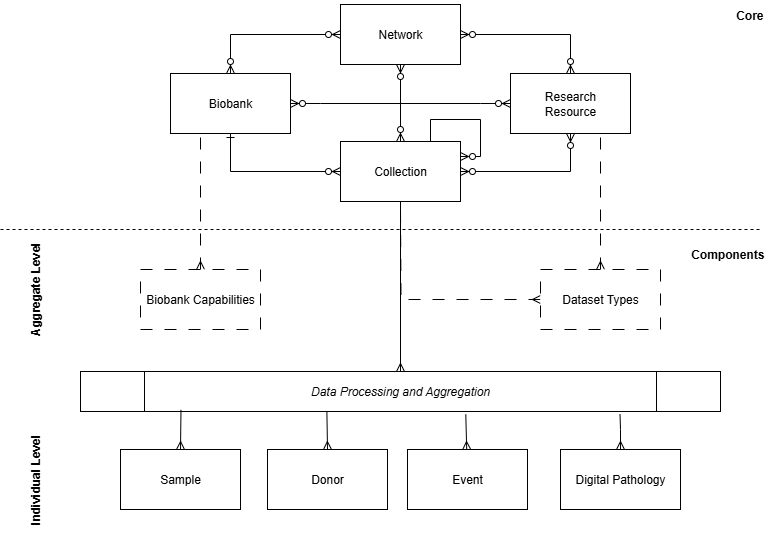 Core
Network
Biobank
Research
Resource
Collection
Components
Aggregate Level
Biobank Capabilities
Dataset Types
Data Processing and Aggregation
Individual Level
Sample
Donor
Event
Digital Pathology